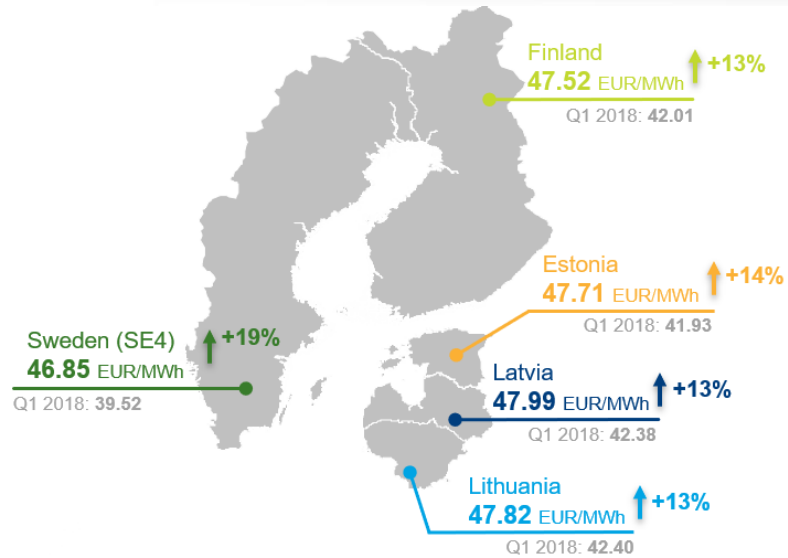 Finland
47.52 EUR/MWh
+13%
Q1 2018: 42.01
Estonia
47.71 EUR/MWh
+14%
Q1 2018: 41.93
Sweden (SE4)
46.85 EUR/MWh
+19%
Q1 2018: 39.52
Latvia
47.99 EUR/MWh
+13%
Q1 2018: 42.38
Lithuania
47.82 EUR/MWh
+13%
Q1 2018: 42.40